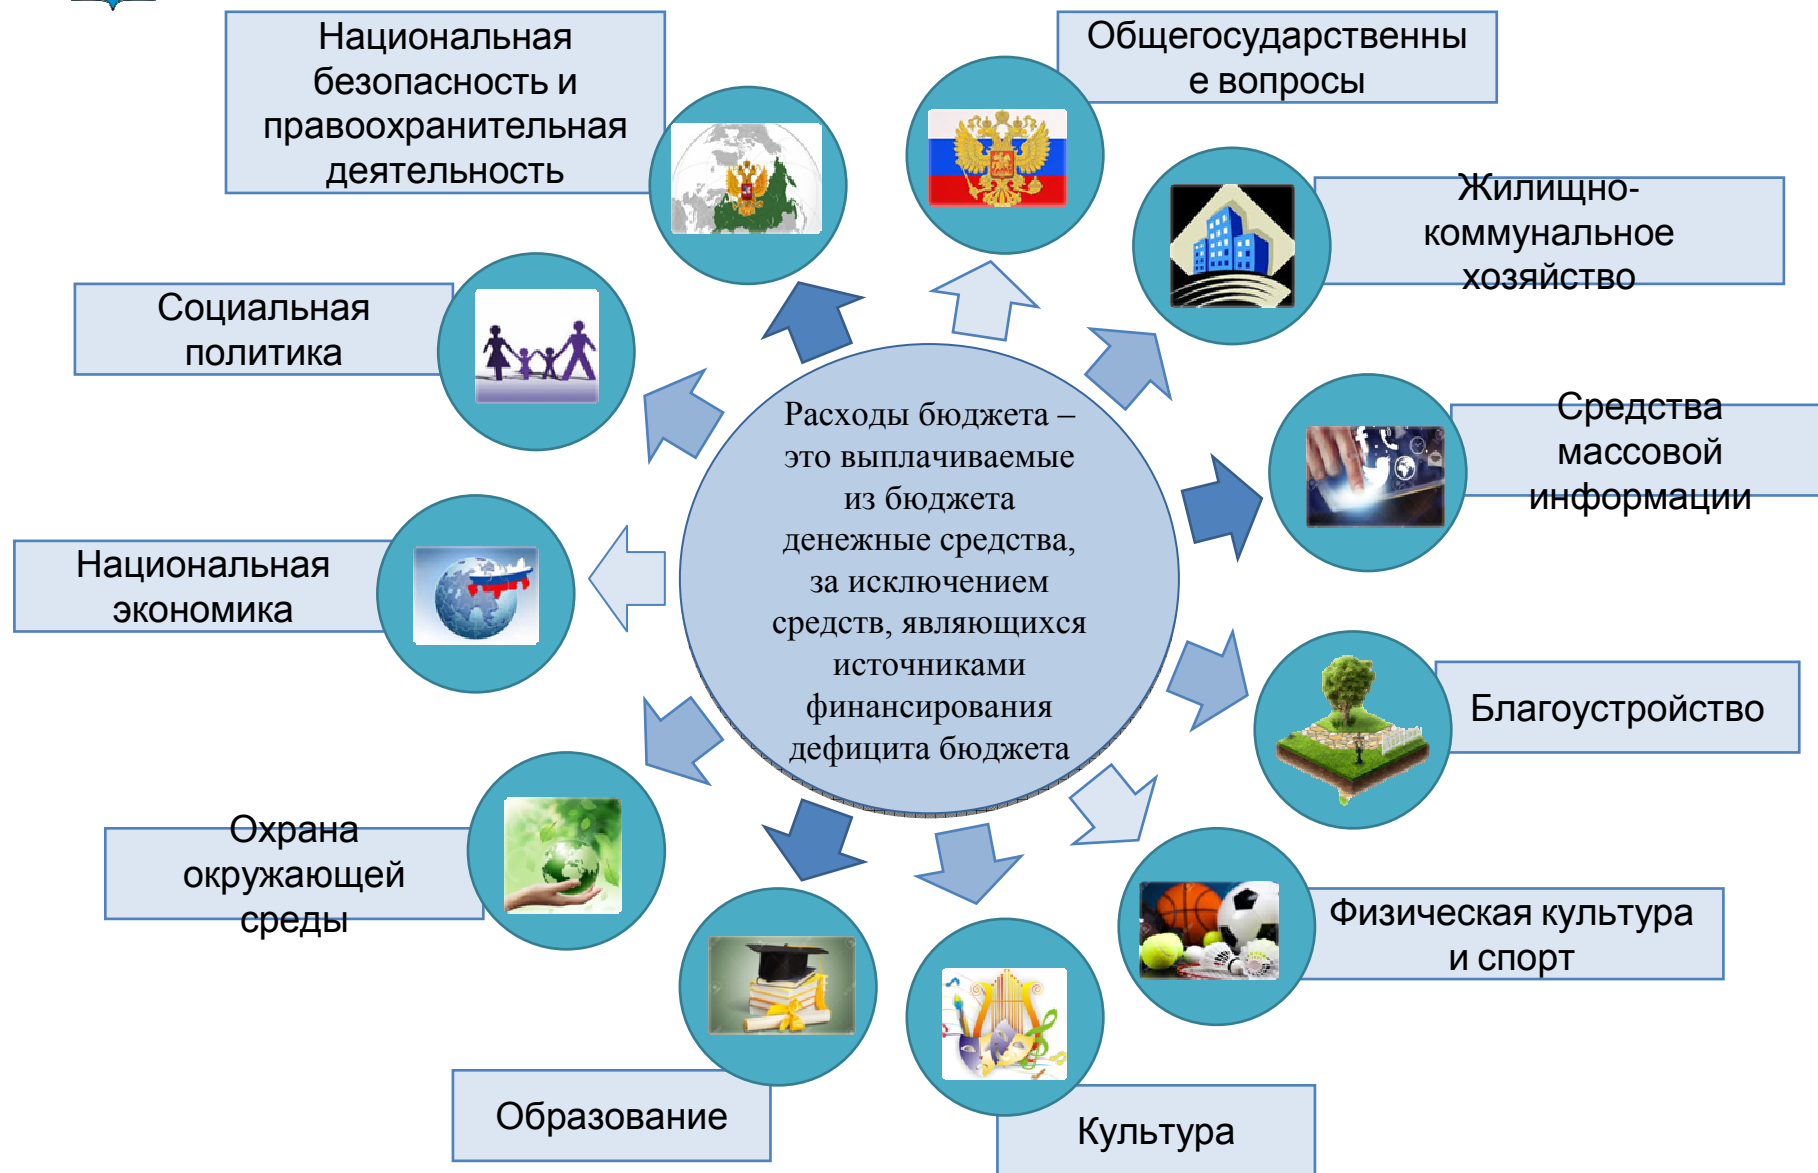 Национальная
безопасность и
правоохранительная
деятельность
Общегосударственны
е вопросы
Жилищно-
коммунальное
хозяйство
Социальная
политика
Средства
массовой
информации
Расходы бюджета –
это выплачиваемые
из бюджета
денежные средства,
за исключением
средств, являющихся
источниками
финансирования
дефицита бюджета
Национальная
экономика
Благоустройство
Охрана
окружающей
среды
Физическая культура
и спорт
Образование
Культура